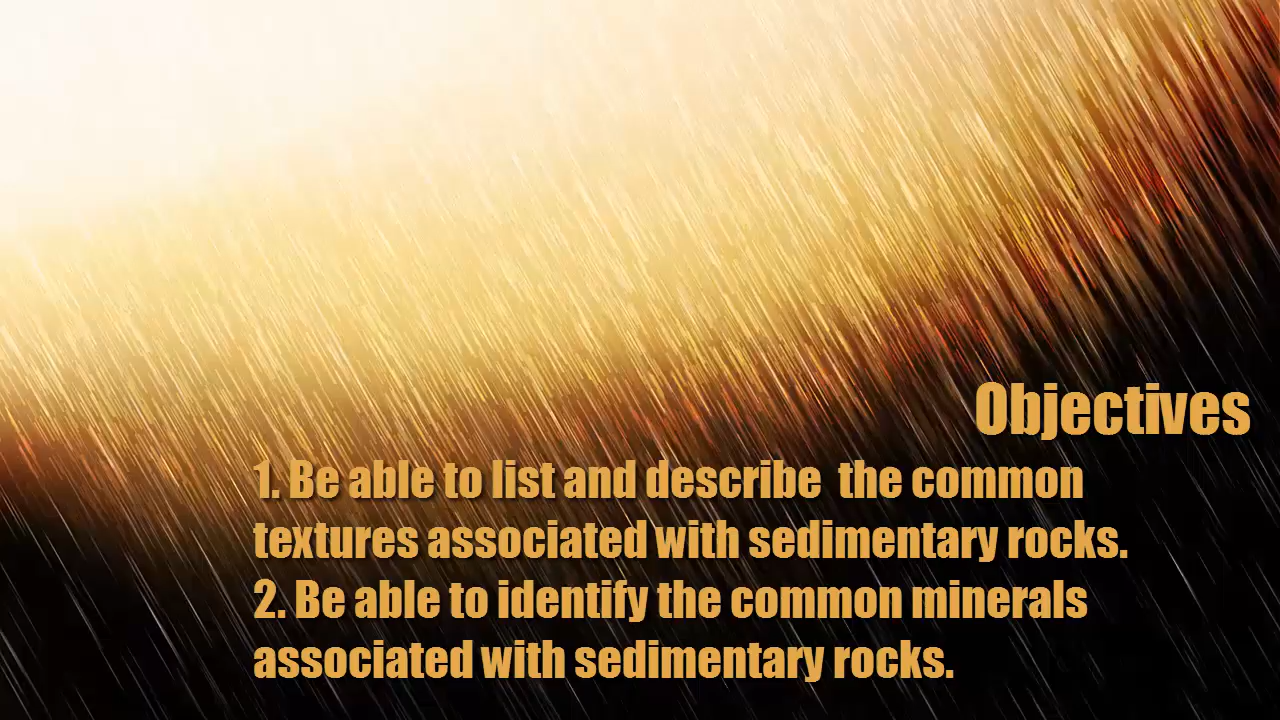 Objectives
1. Be able to list and describe  the common
textures associated with sedimentary rocks.
2. Be able to identify the common minerals
associated with sedimentary rocks.